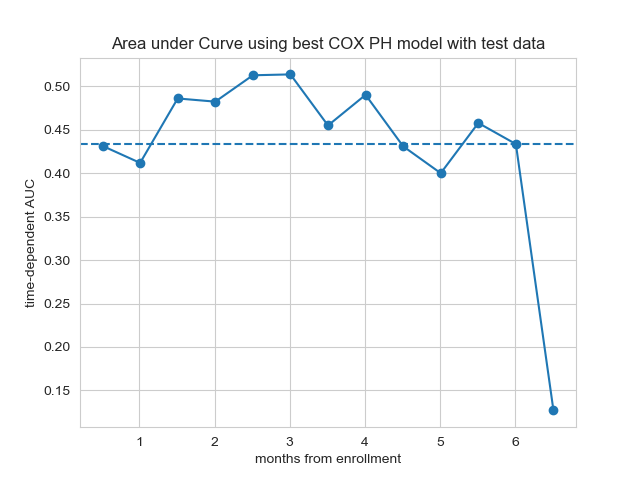 Area under Curve using best COX PH model with test data
time-dependent AUC
0.50
0.45
0.40
0.35
0.30
0.25
0.20
0.15
1 2 3 4 5 6
months from enrollment